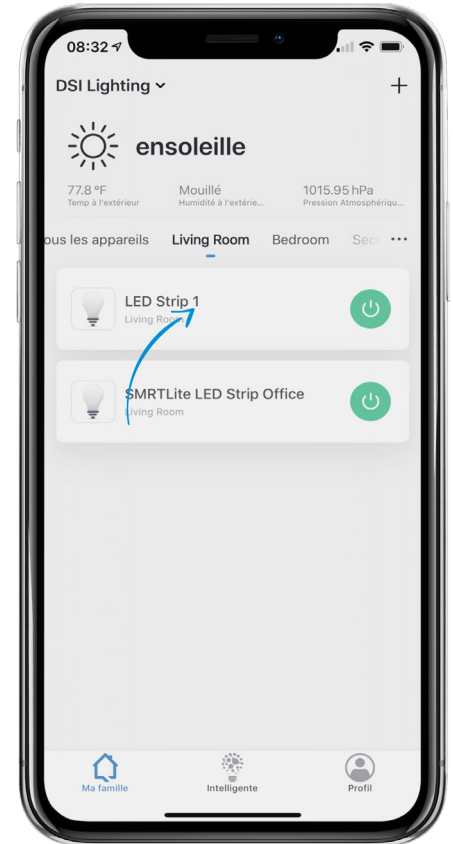 08:32
DSI Lighting
ensoleille
77.8 °F Mouillé 1015.95 hPa
Temp à l'extérieur Humidité à l'extérie... Pression Atmosphériqu...
ous les appareils Living Room Bedroom Sec ...
LED Strip 1
Living Room
SMRTLite LED Strip Office
Living Room
Ma famille Intelligente Profil